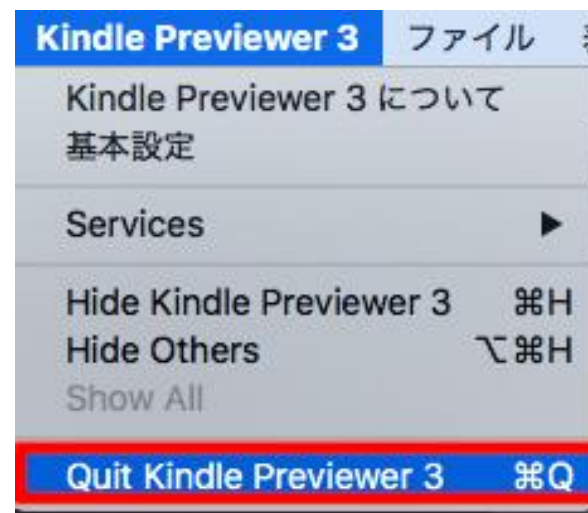 Kindle Previewer 3 ファイル
Kindle Previewer 3 について
基本設定
Services ▶
Hide Kindle Previewer 3 ⌘H
Hide Others ⌥⌘H
Show All
Quit Kindle Previewer 3 ⌘Q